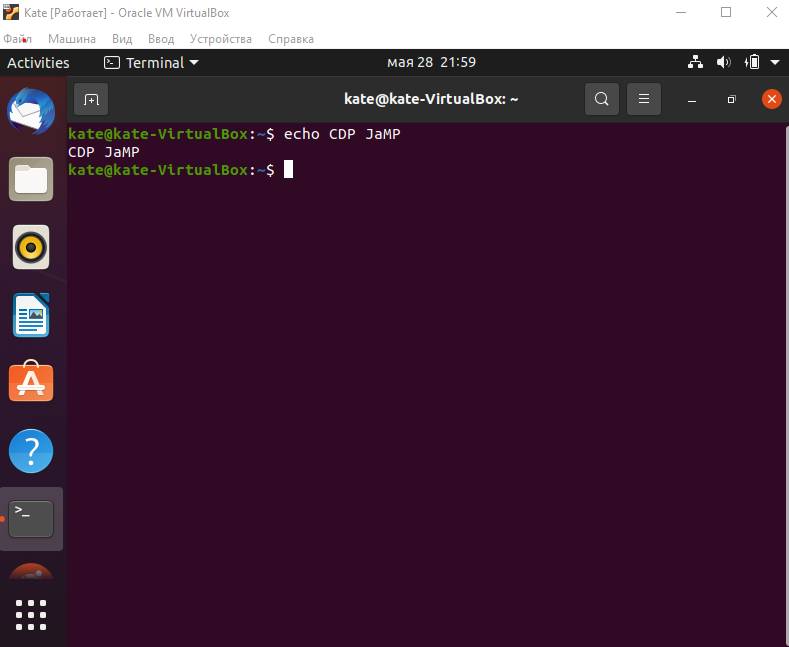 Kate [Работает] - Oracle VM VirtualBox
Файл Машина Вид Ввод Устройства Справка
Activities Terminal мая 28 21:59
kate@kate-VirtualBox: ~
kate@kate-VirtualBox:~$ echo CDP JaMP
CDP JaMP
kate@kate-VirtualBox:~$
?
>_